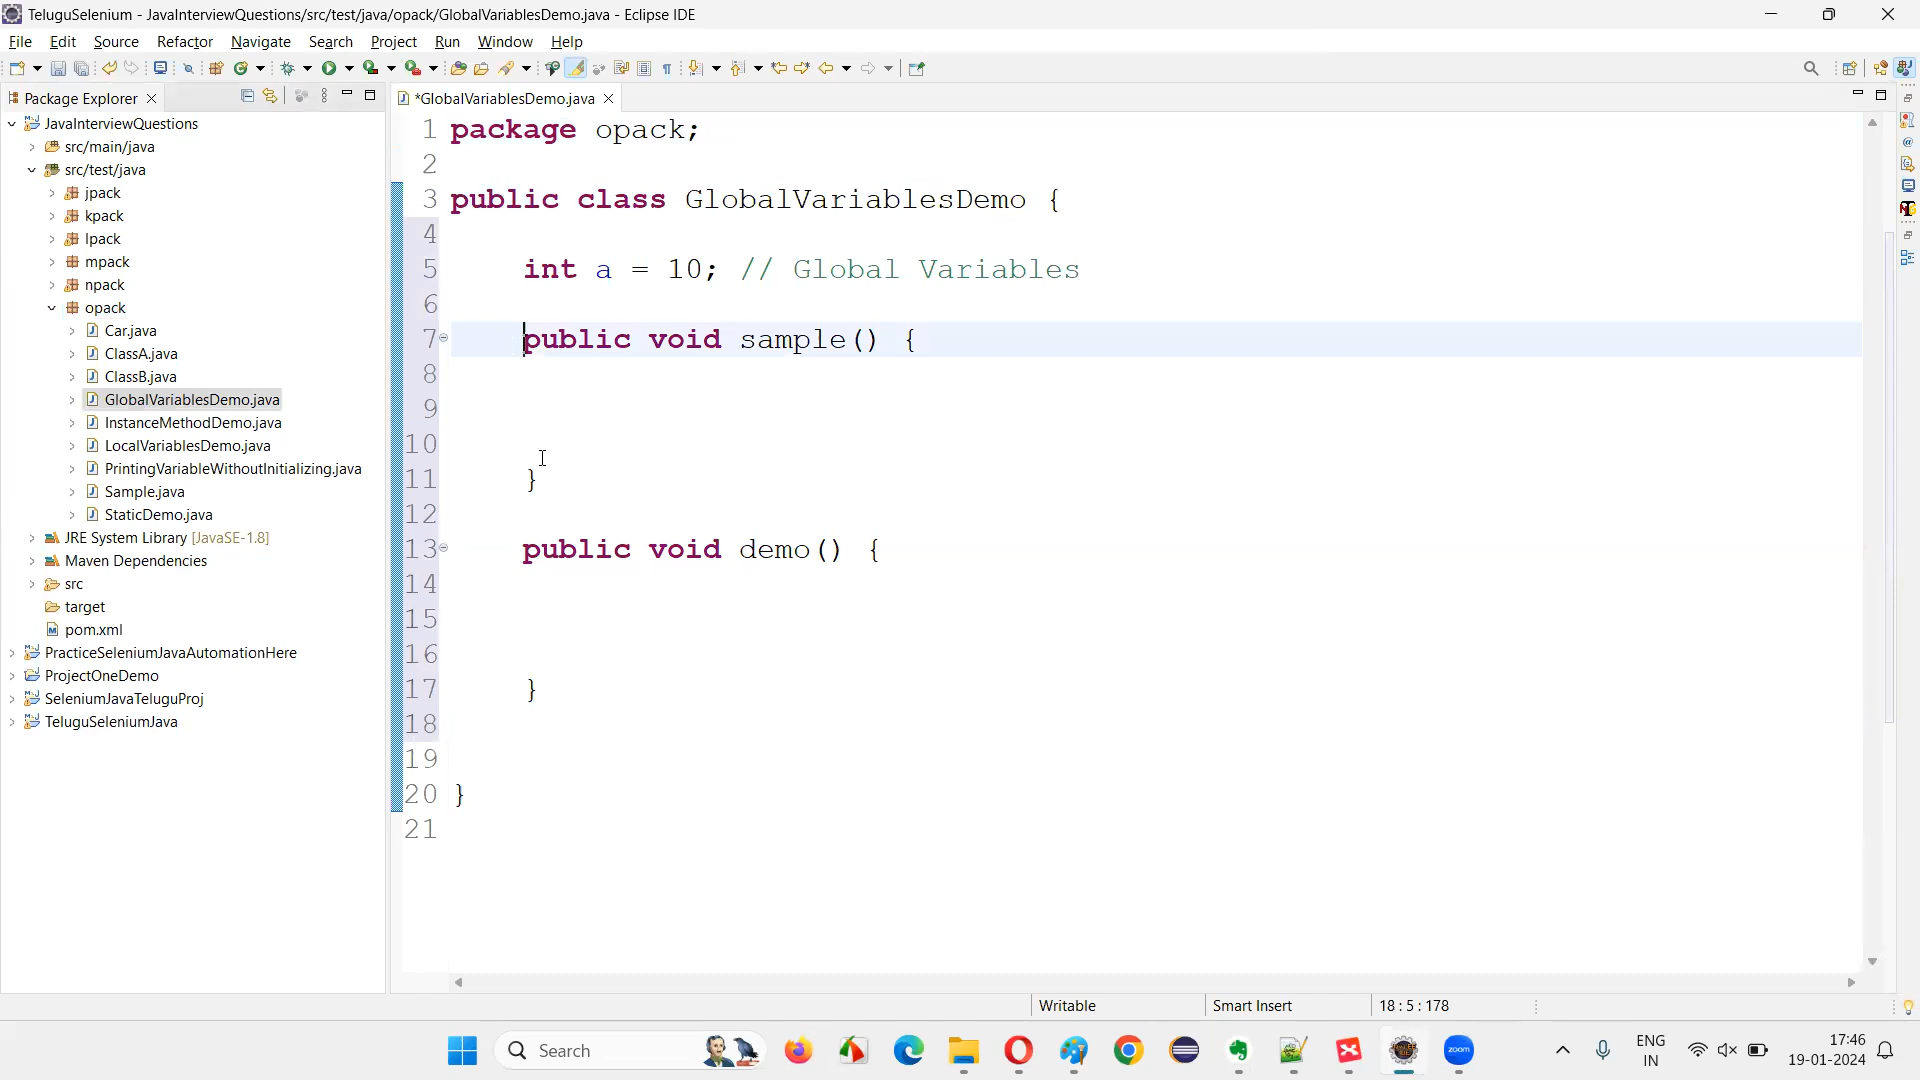 TeluguSelenium - JavaInterviewQuestions/src/test/java/opack/GlobalVariablesDemo.java - Eclipse IDE
File Edit Source Refactor Navigate Search Project Run Window Help
Package Explorer
JavaInterviewQuestions
src/main/java
src/test/java
jpack
kpack
lpack
mpack
npack
opack
Car.java
ClassA.java
ClassB.java
GlobalVariablesDemo.java
InstanceMethodDemo.java
LocalVariablesDemo.java
PrintingVariableWithoutInitializing.java
Sample.java
StaticDemo.java
JRE System Library [JavaSE-1.8]
Maven Dependencies
src
target
pom.xml
PracticeSeleniumJavaAutomationHere
ProjectOneDemo
SeleniumJavaTeluguProj
TeluguSeleniumJava
*GlobalVariablesDemo.java
1 package opack;
2
3 public class GlobalVariablesDemo {
4
5 int a = 10; // Global Variables
6
7 public void sample() {
8
9
10
11 }
12
13 public void demo() {
14
15
16
17 }
18
19
20 }
21
Writable Smart Insert 18 : 5 : 178
Search
zoom
ENG
IN
17:46
19-01-2024